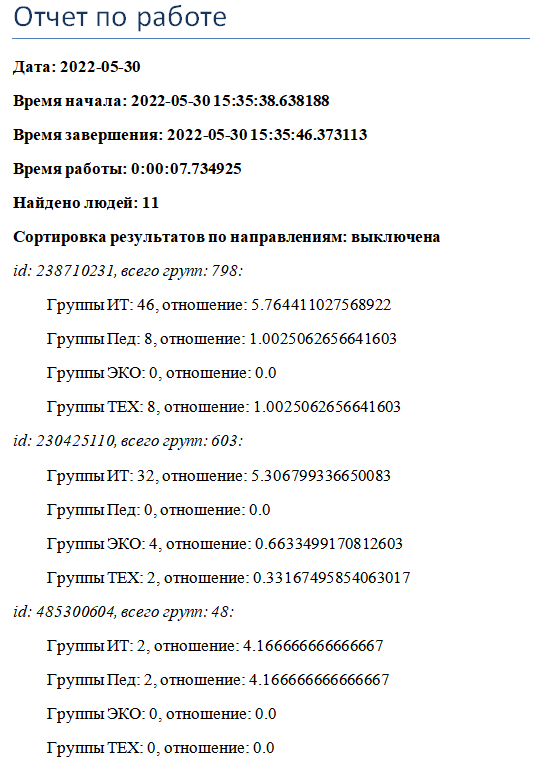 Отчет по работе
Дата: 2022-05-30
Время начала: 2022-05-30 15:35:38.638188
Время завершения: 2022-05-30 15:35:46.373113
Время работы: 0:00:07.734925
Найдено людей: 11
Сортировка результатов по направлениям: выключена
id: 238710231, всего групп: 798:
Группы ИТ: 46, отношение: 5.764411027568922
Группы Пед: 8, отношение: 1.0025062656641603
Группы ЭКО: 0, отношение: 0.0
Группы ТЕХ: 8, отношение: 1.0025062656641603
id: 230425110, всего групп: 603:
Группы ИТ: 32, отношение: 5.306799336650083
Группы Пед: 0, отношение: 0.0
Группы ЭКО: 4, отношение: 0.6633499170812603
Группы ТЕХ: 2, отношение: 0.33167495854063017
id: 485300604, всего групп: 48:
Группы ИТ: 2, отношение: 4.166666666666667
Группы Пед: 2, отношение: 4.166666666666667
Группы ЭКО: 0, отношение: 0.0
Группы ТЕХ: 0, отношение: 0.0